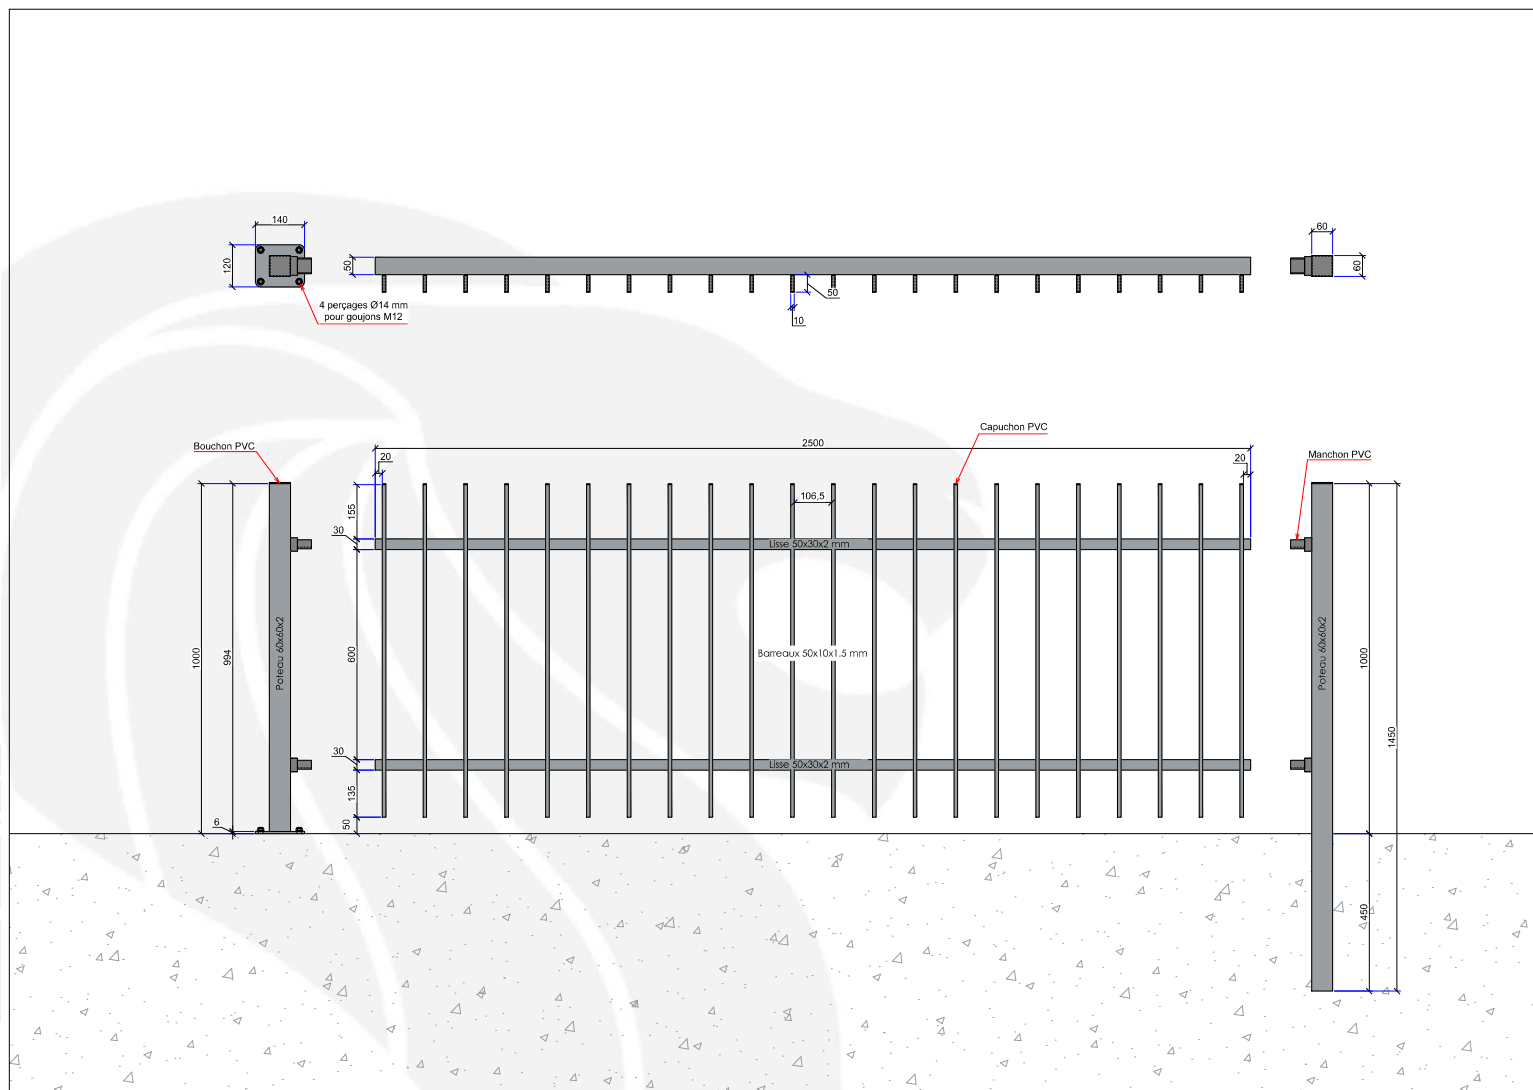 140
120
4 perçages Ø14 mm
pour goujons M12
50
50
10
60
60
Bouchon PVC
1000
994
6
Poteau 60x60x2
2500
20
20
Capuchon PVC
155
30
106,5
Lisse 50x30x2 mm
600
Barreaux 50x10x1.5 mm
30
Lisse 50x30x2 mm
135
50
Manchon PVC
Poteau 60x60x2
1000
1450
450